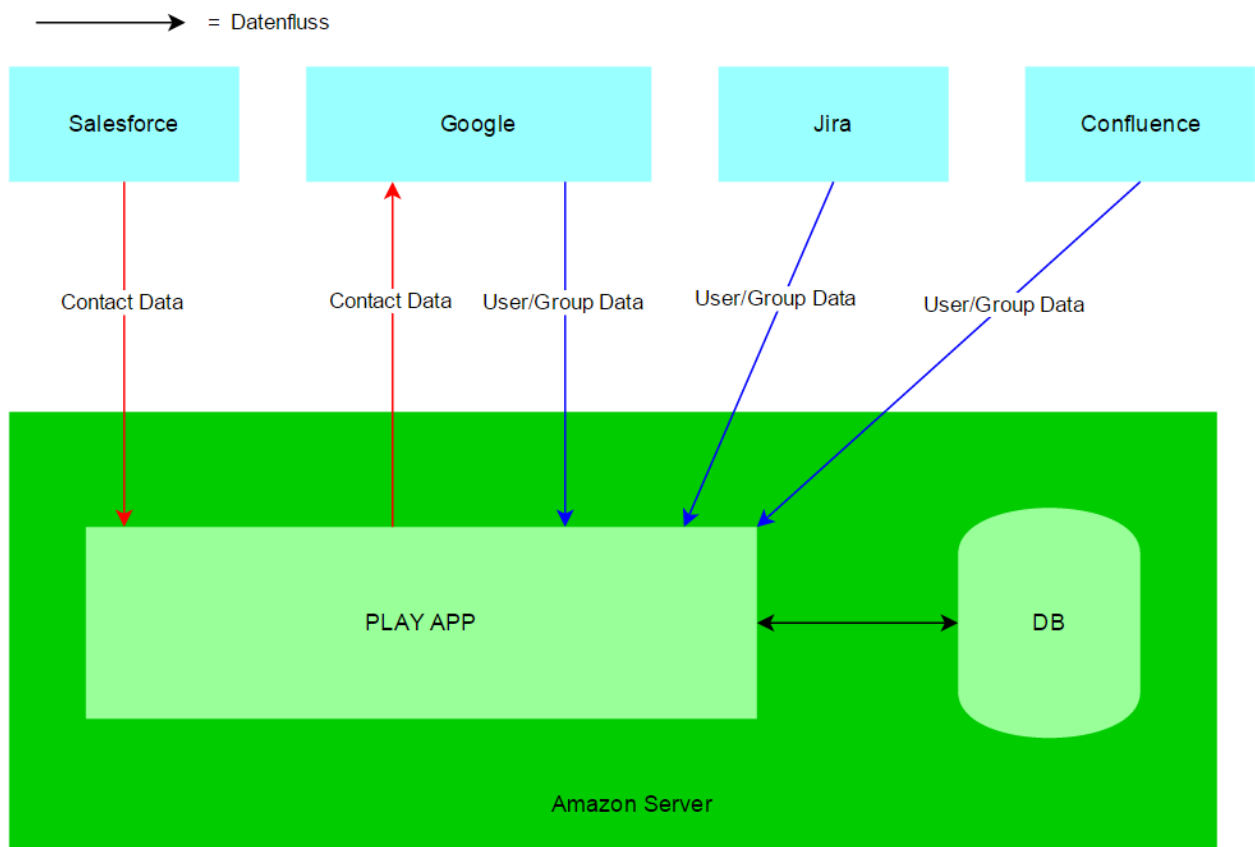 = Datenfluss
Salesforce
Google
Jira
Confluence
Contact Data
Contact Data
User/Group Data
User/Group Data
User/Group Data
PLAY APP
DB
Amazon Server